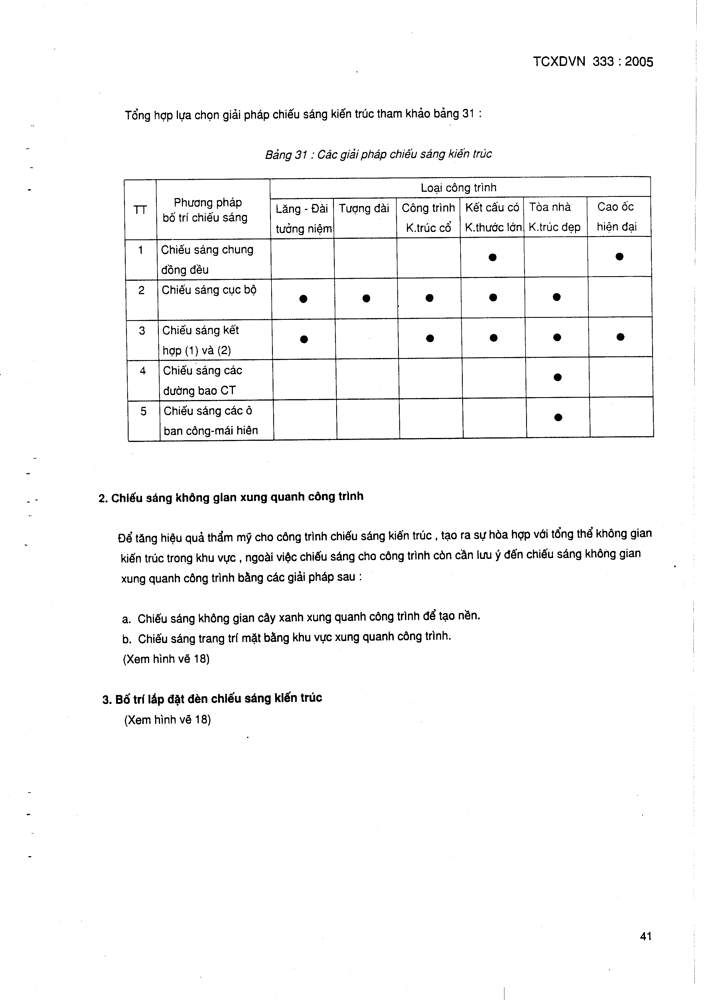 TCXDVN 333 : 2005
Tổng hợp lựa chọn giải pháp chiếu sáng kiến trúc tham khảo bảng 31 :
Bảng 31 : Các giải pháp chiếu sáng kiến trúc
TT
Phương pháp
bố trí chiếu sáng
Loại công trình
Lăng - Đài
tưởng niệm
Tượng đài
Công trình
K.trúc cổ
Kết cấu có
K.thước lớn
Tòa nhà
K.trúc đẹp
Cao ốc
hiện đại
1 Chiếu sáng chung
đồng đều
● ●
2 Chiếu sáng cục bộ
● ● ● ● ●
3 Chiếu sáng kết
hợp (1) và (2)
● ● ● ● ●
4 Chiếu sáng các
đường bao CT
●
5 Chiếu sáng các ô
ban công-mái hiên
●
2. Chiếu sáng không gian xung quanh công trình
Để tăng hiệu quả thẩm mỹ cho công trình chiếu sáng kiến trúc , tạo ra sự hòa hợp với tổng thể không gian
kiến trúc trong khu vực , ngoài việc chiếu sáng cho công trình còn cần lưu ý đến chiếu sáng không gian
xung quanh công trình bằng các giải pháp sau :
a. Chiếu sáng không gian cây xanh xung quanh công trình để tạo nền.
b. Chiếu sáng trang trí mặt bằng khu vực xung quanh công trình.
(Xem hình vẽ 18)
3. Bố trí lắp đặt đèn chiếu sáng kiến trúc
(Xem hình vẽ 18)
41